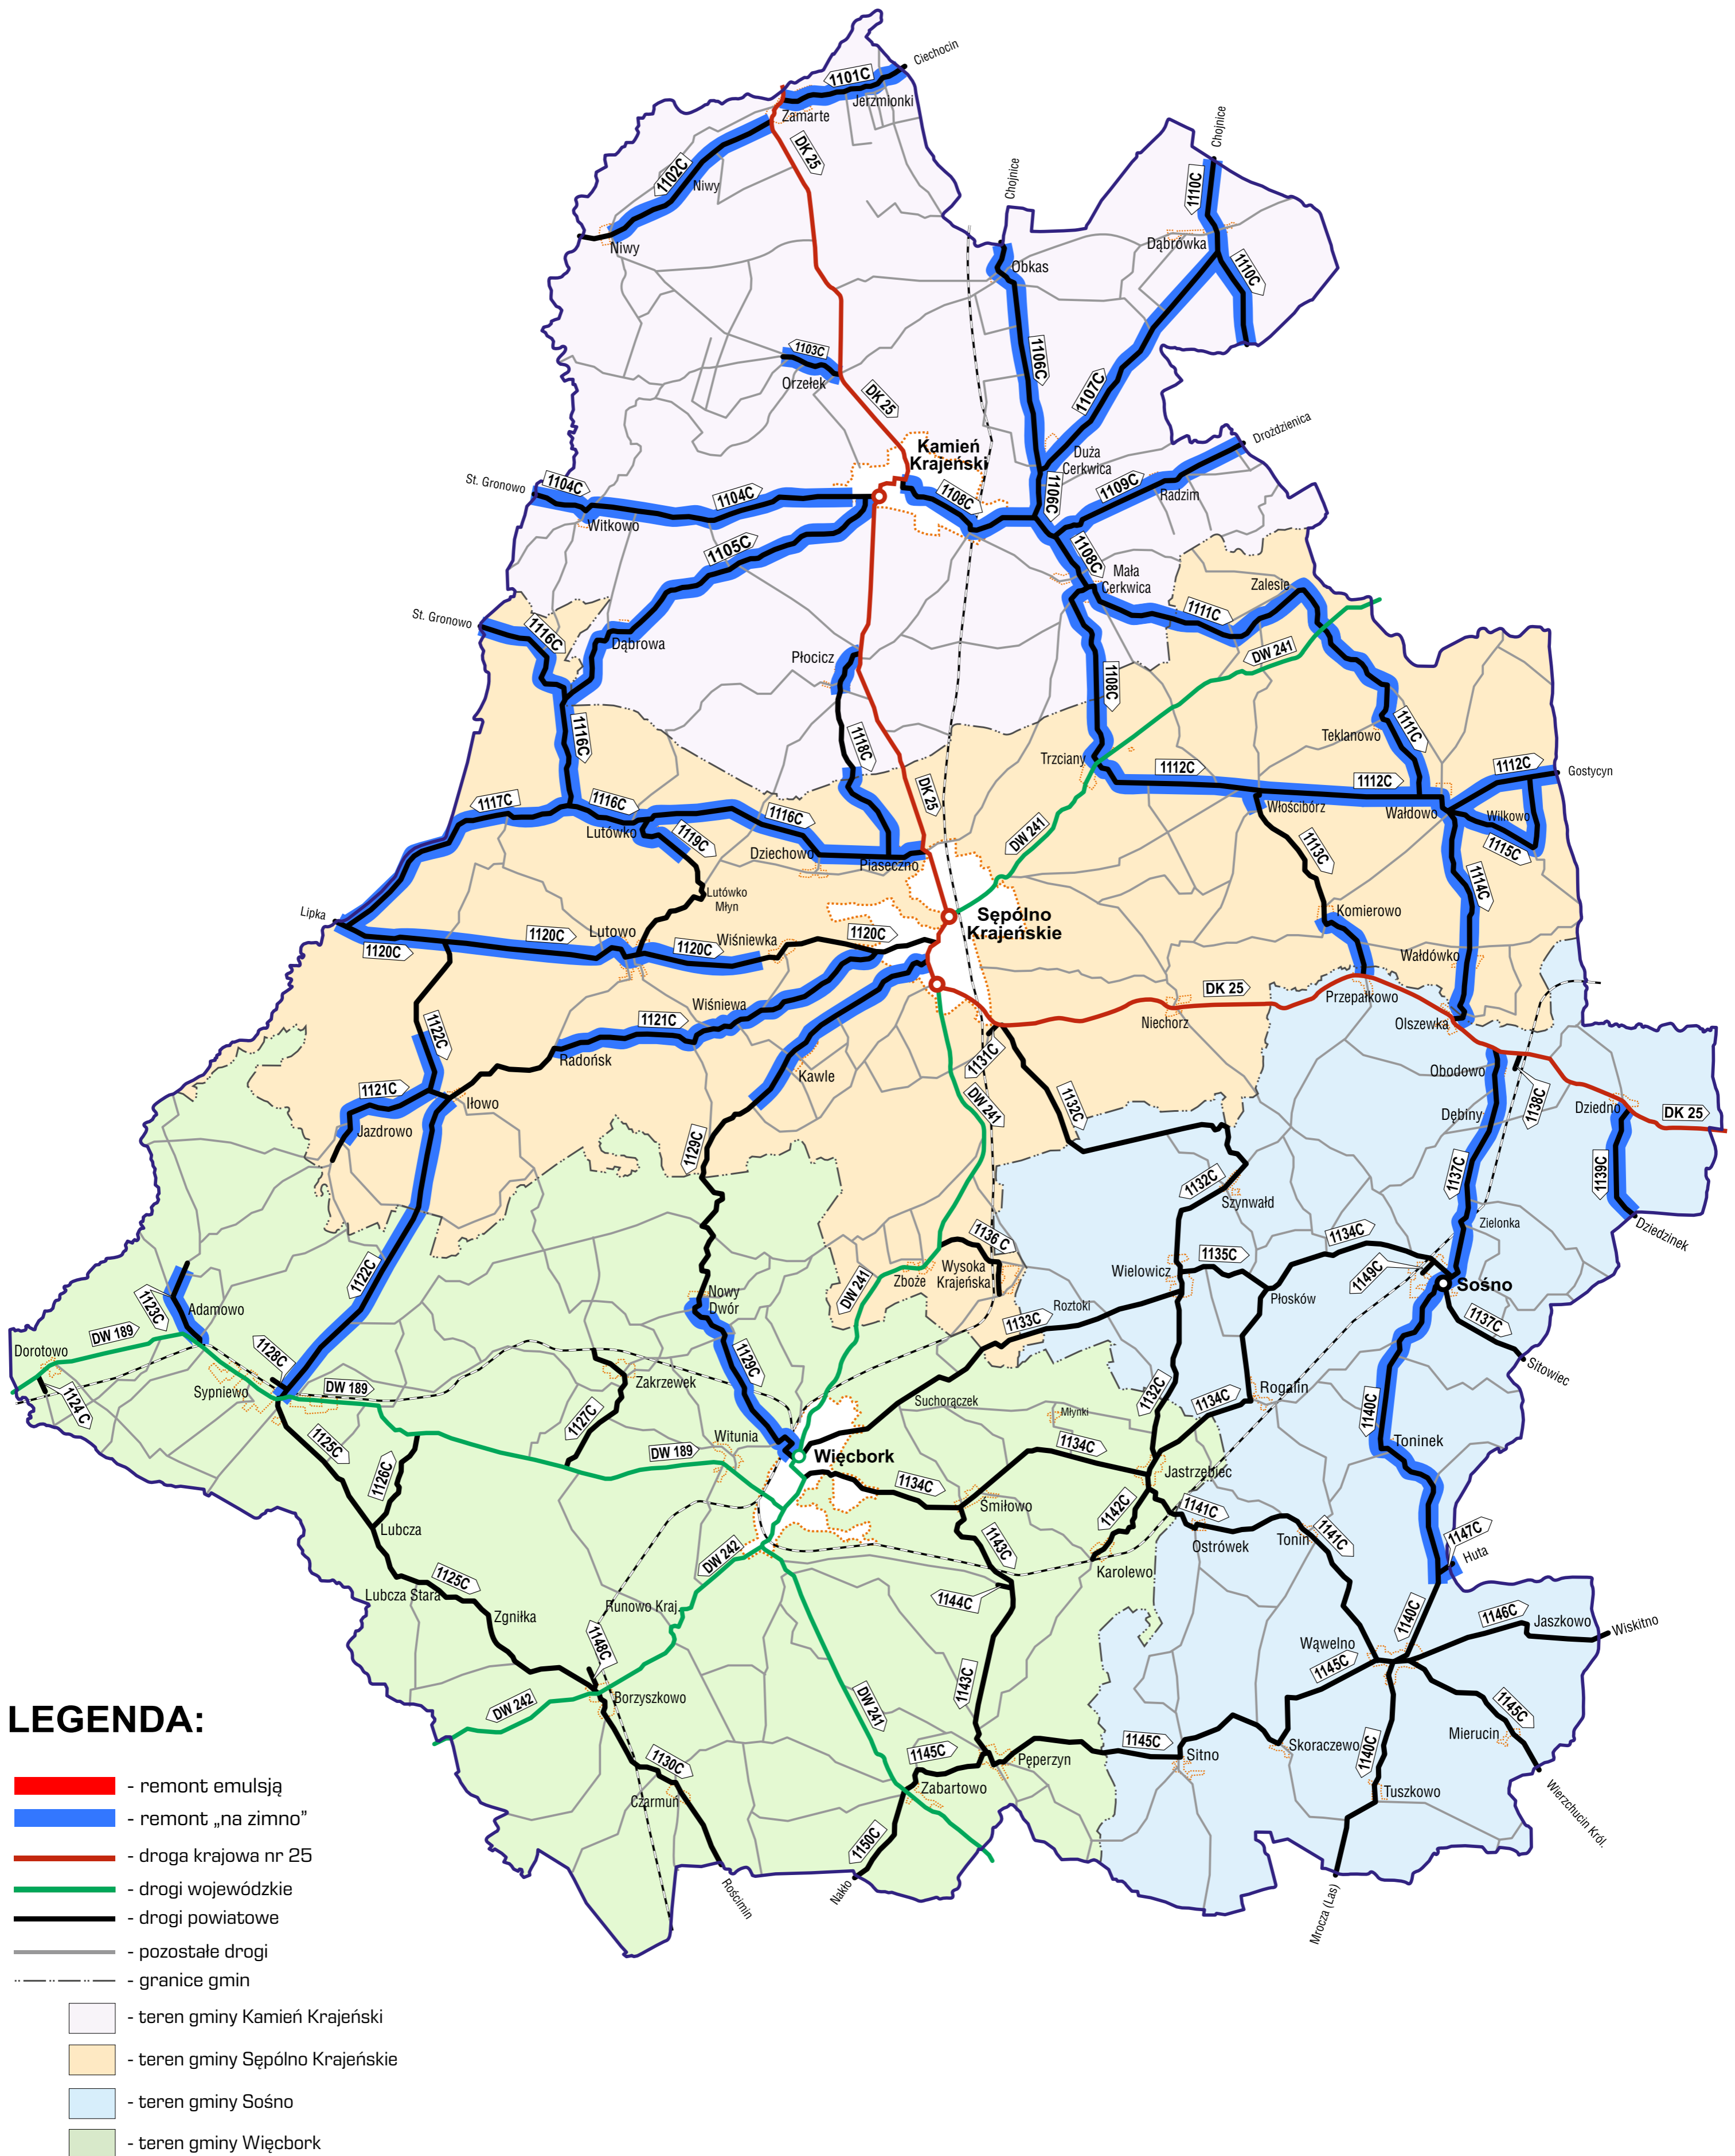 Ciechocin
1101C
Jerzmionki
Zamarte
DK 25
1102C
Niwy
Niwy
Chojnice
Chojnice
1110C
Dąbrówka
1110C
Obkas
1103C
Orzełek
1106C
1107C
DK 25
Kamień
Krajeński
Duża
Cerkwica
Drożdzienica
St. Gronowo
1104C
1104C
Witkowo
1108C
1106C
1109C
Radzim
1105C
1108C
Mała
Cerkwica
Zalesie
St. Gronowo
1116C
Dąbrowa
1111C
DW 241
Płocicz
1108C
1116C
1118C
Teklanowo
1111C
Trzciany
1112C
1112C
1112C
Gostycyn
DK 25
1117C
1116C
Lutówko
1116C
1119C
Dziechowo
Piaseczno
DW 241
Włościbórz
Wałdowo
Wilkowo
1115C
1113C
1114C
Lutówko
Młyn
Lipka
Sępólno
Krajeńskie
Komierowo
1120C
1120C
Lutowo
1120C
Wiśniewka
1120C
Wałdówko
DK 25
Przepałkowo
Niechorz
Olszewka
Wiśniewa
1121C
1122C
Radońsk
Kawle
1131C
DW 241
1132C
Obodowo
1138C
Dębiny
Dziedno
DK 25
1121C
Iłowo
Jazdrowo
1129C
1137C
1139C
1132C
Szynwałd
Zielonka
Dziedzinek
1136 C
1134C
1122C
Zboże
Wysoka
Krajeńska
Wielowicz
1135C
1149C
Sośno
Płosków
1123C
Adamowo
Nowy
Dwór
DW 241
Roztoki
1133C
1137C
Sitowiec
DW 189
Dorotowo
1124 C
1128C
Sypniewo
DW 189
1129C
Zakrzewek
1127C
Suchorączek
Młynki
1132C
1134C
Rogalin
1140C
Toninek
1125C
1126C
Witunia
DW 189
Więcbork
1134C
1134C
Jastrzębiec
Śmiłowo
1142C
1141C
Ostrówek
Tonin
1141C
1147C
Huta
Lubcza
DW 242
1143C
Karolewo
1125C
Lubcza Stara
Zgniłka
Runowo Kraj.
1144C
1140C
1146C
Jaszkowo
Wiskitno
1148C
Wąwelno
1145C
1143C
Borzyszkowo
DW 242
DW 241
1145C
Mierucin
1145C
Pęperzyn
1145C
Sitno
Skoraczewo
1140C
1130C
Czarmuń
Zabartowo
Tuszkowo
Wierzchucin Król.
1150C
Nakło
Rościmin
Mrocza (Las)
LEGENDA:
- remont emulsją
- remont „na zimno”
- droga krajowa nr 25
- drogi wojewódzkie
- drogi powiatowe
- pozostałe drogi
- granice gmin
- teren gminy Kamień Krajeński
- teren gminy Sępólno Krajeńskie
- teren gminy Sośno
- teren gminy Więcbork